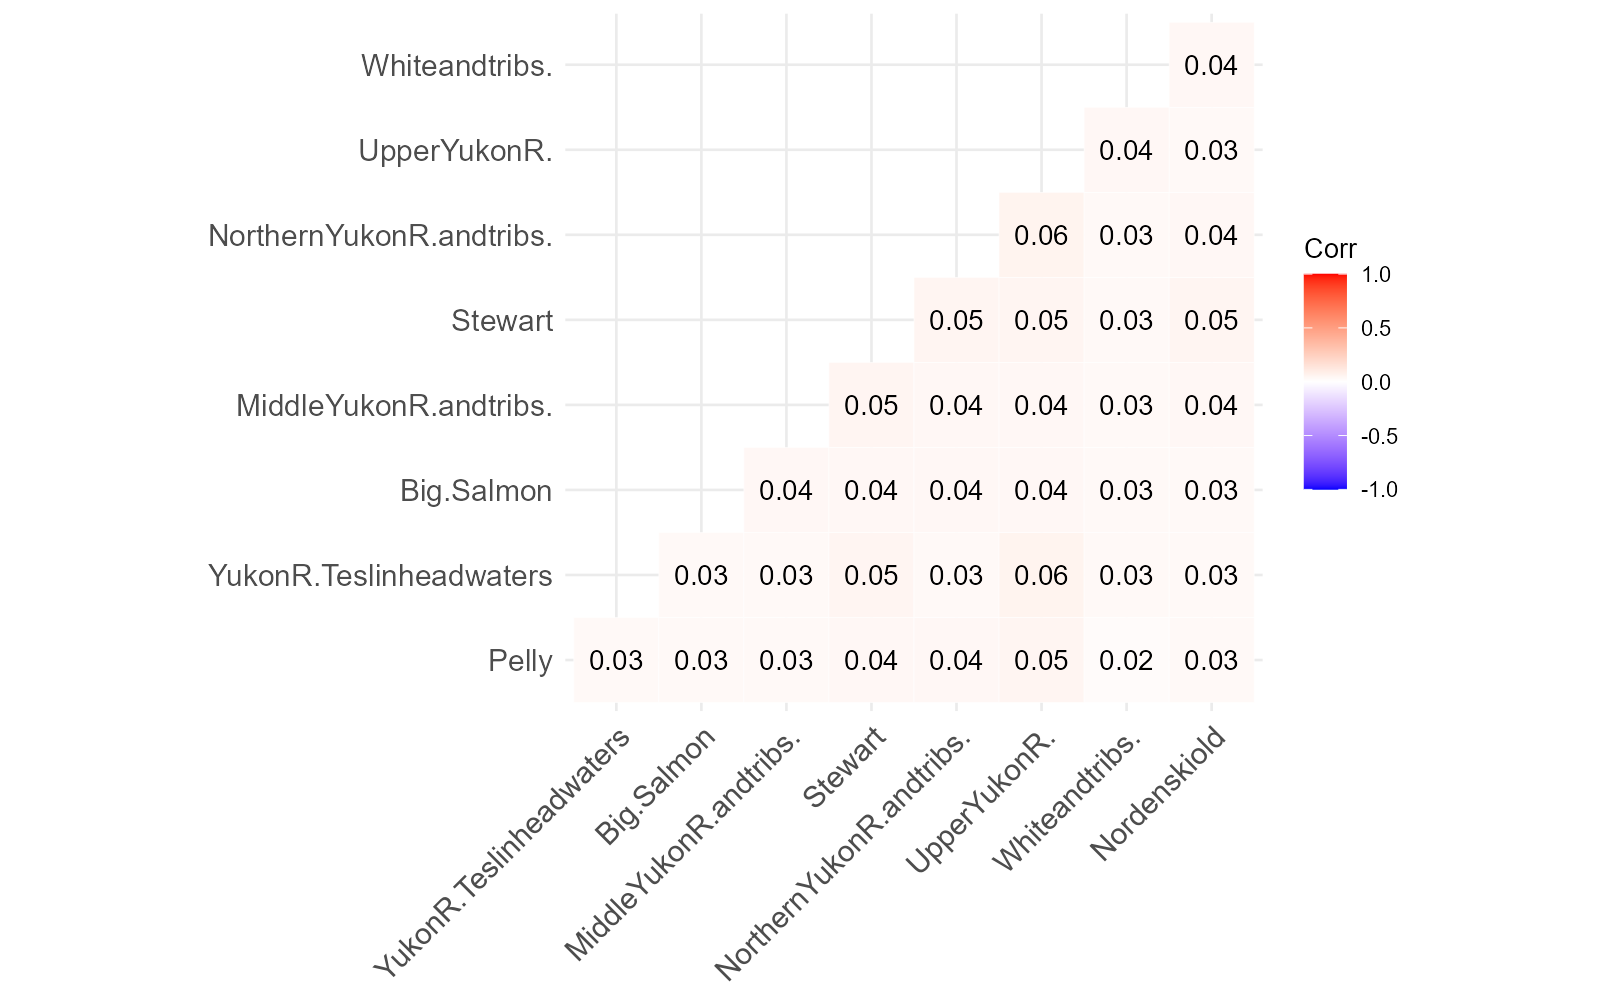 Whiteandtribs. 0.04
UpperYukonR. 0.04 0.03
NorthernYukonR.andtribs. 0.06 0.03 0.04
Stewart 0.05 0.05 0.03 0.05
MiddleYukonR.andtribs. 0.05 0.04 0.04 0.03 0.04
Big.Salmon 0.04 0.04 0.04 0.04 0.03 0.03
YukonR.Teslinheadwaters 0.03 0.03 0.05 0.03 0.06 0.03 0.03
Pelly 0.03 0.03 0.03 0.04 0.04 0.05 0.02 0.03
YukonR.Teslinheadwaters
Big.Salmon
MiddleYukonR.andtribs.
Stewart
NorthernYukonR.andtribs.
UpperYukonR.
Whiteandtribs.
Nordenskiold
Corr
1.0
0.5
0.0
-0.5
-1.0